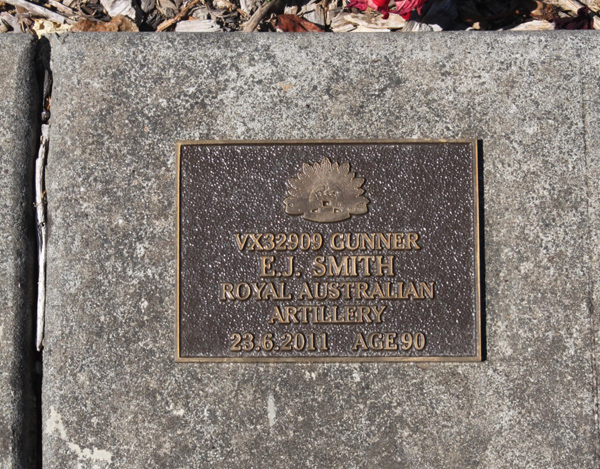 VX32909 GUNNER
E.J. SMITH
ROYAL AUSTRALIAN
ARTILLERY
23.6.2011 AGE 90